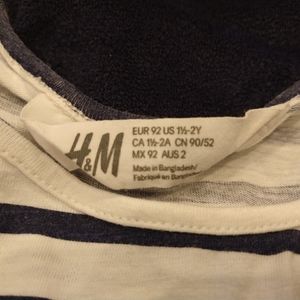 H&M
EUR 92 US 1½-2Y
CA 1½-2A CN 90/52
MX 92 AUS 2
Made in Bangladesh/
Fabriqué en